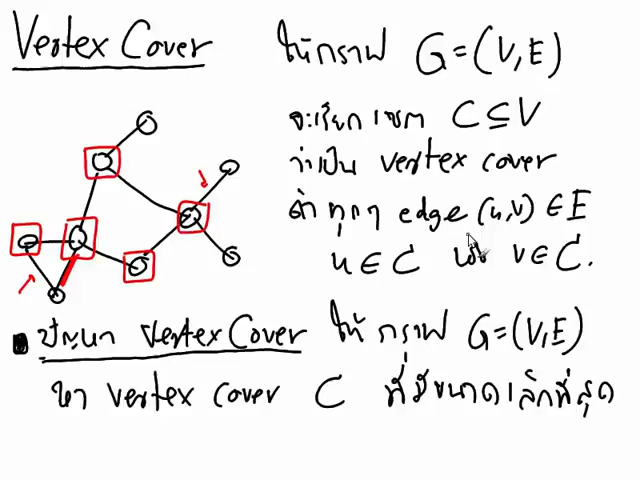 Vertex Cover
ให้กราฟ G=(V,E)
จะเรียกเซต C⊆V
ว่าเป็น vertex cover
ถ้า ทุกๆ edge (u,v) ∈ E
u ∈ C หรือ v ∈ C.
ปัญหา Vertex Cover ให้ กราฟ G=(V,E)
หา vertex cover C ที่มีขนาดเล็กที่สุด